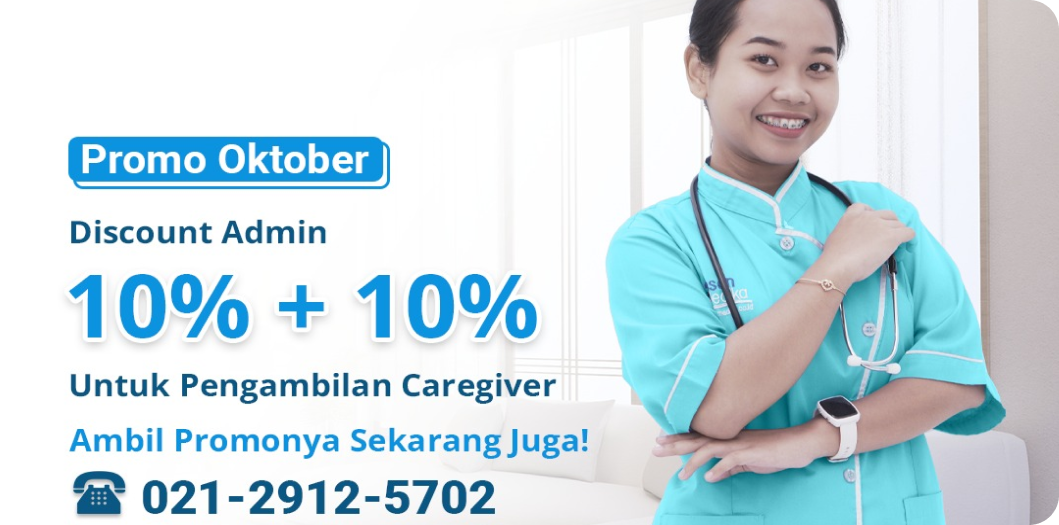 Promo Oktober
Discount Admin
10% + 10%
Untuk Pengambilan Caregiver
Ambil Promonya Sekarang Juga!
021-2912-5702